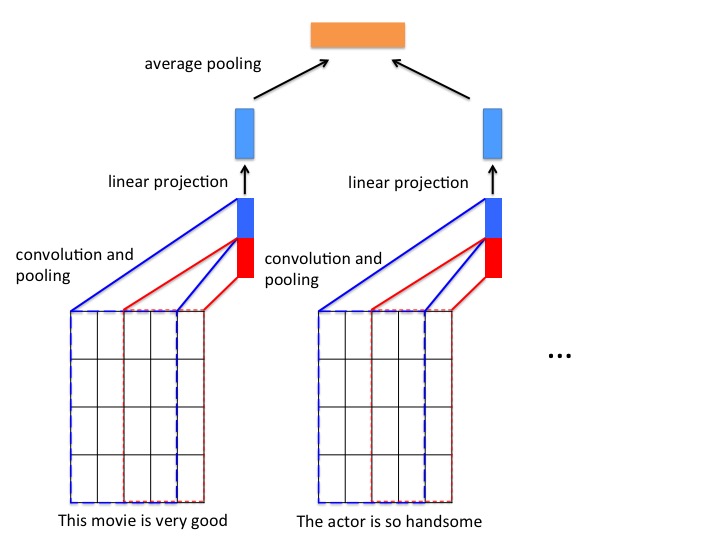 average pooling
linear projection
linear projection
convolution and
pooling
convolution and
pooling
...
This movie is very good
The actor is so handsome